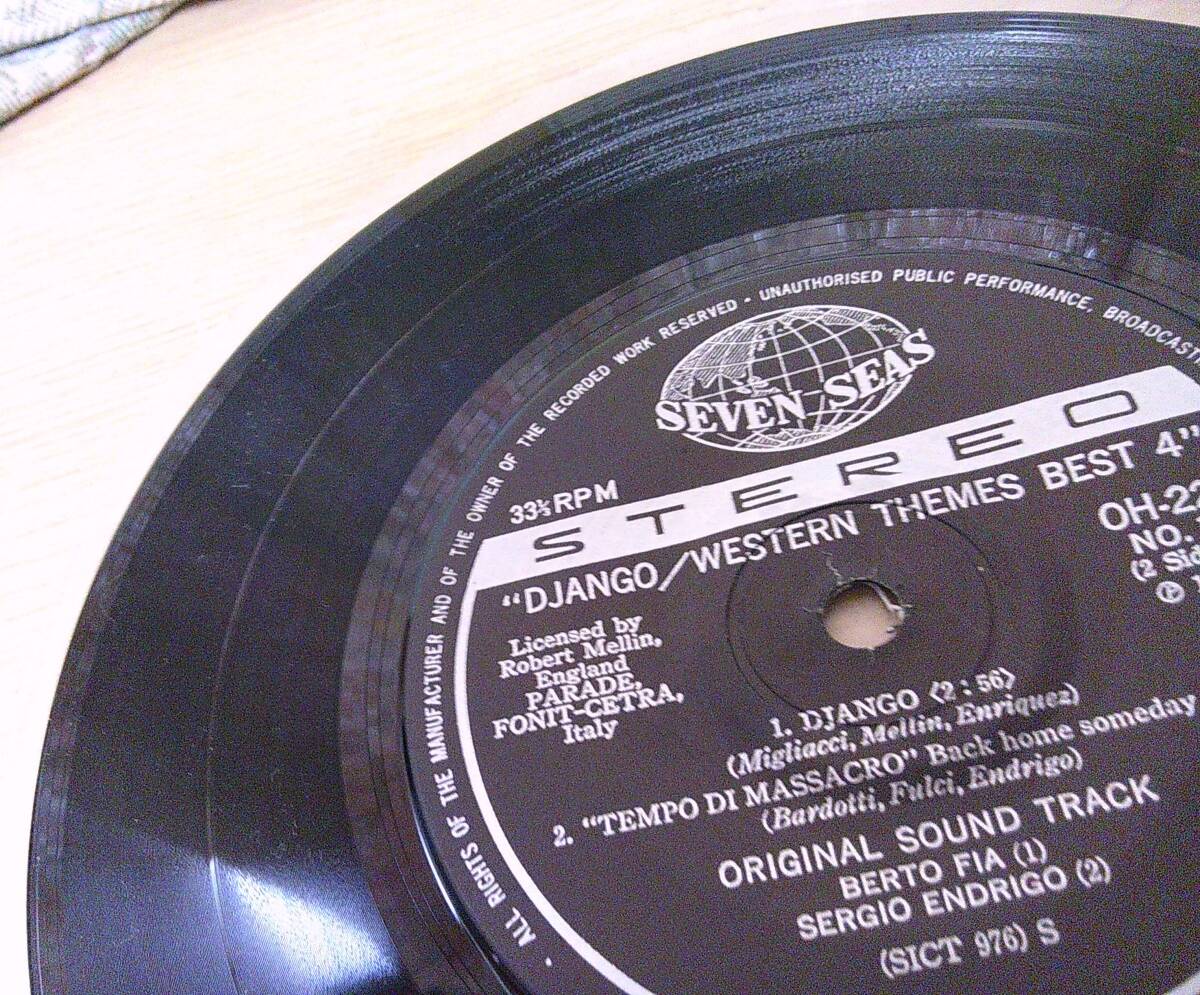 ALL RIGHTS OF THE MANUFACTURER AND OF THE OWNER OF THE RECORDED WORK RESERVED · UNAUTHORISED PUBLIC PERFORMANCE, BROADCAST
SEVEN SEAS
STEREO
33⅓ RPM
"DJANGO/WESTERN THEMES BEST 4"
OH-22
NO.
(2 Sid
Ⓟ
Licensed by
Robert Mellin,
England
PARADE,
FONIT-CETRA,
Italy
1. DJANGO 〈2:56〉
(Migliacci, Mellin, Enriquez)
2. "TEMPO DI MASSACRO" Back home someday
(Bardotti, Fulci, Endrigo)
ORIGINAL SOUND TRACK
BERTO FIA (1)
SERGIO ENDRIGO (2)
(SICT 976) S